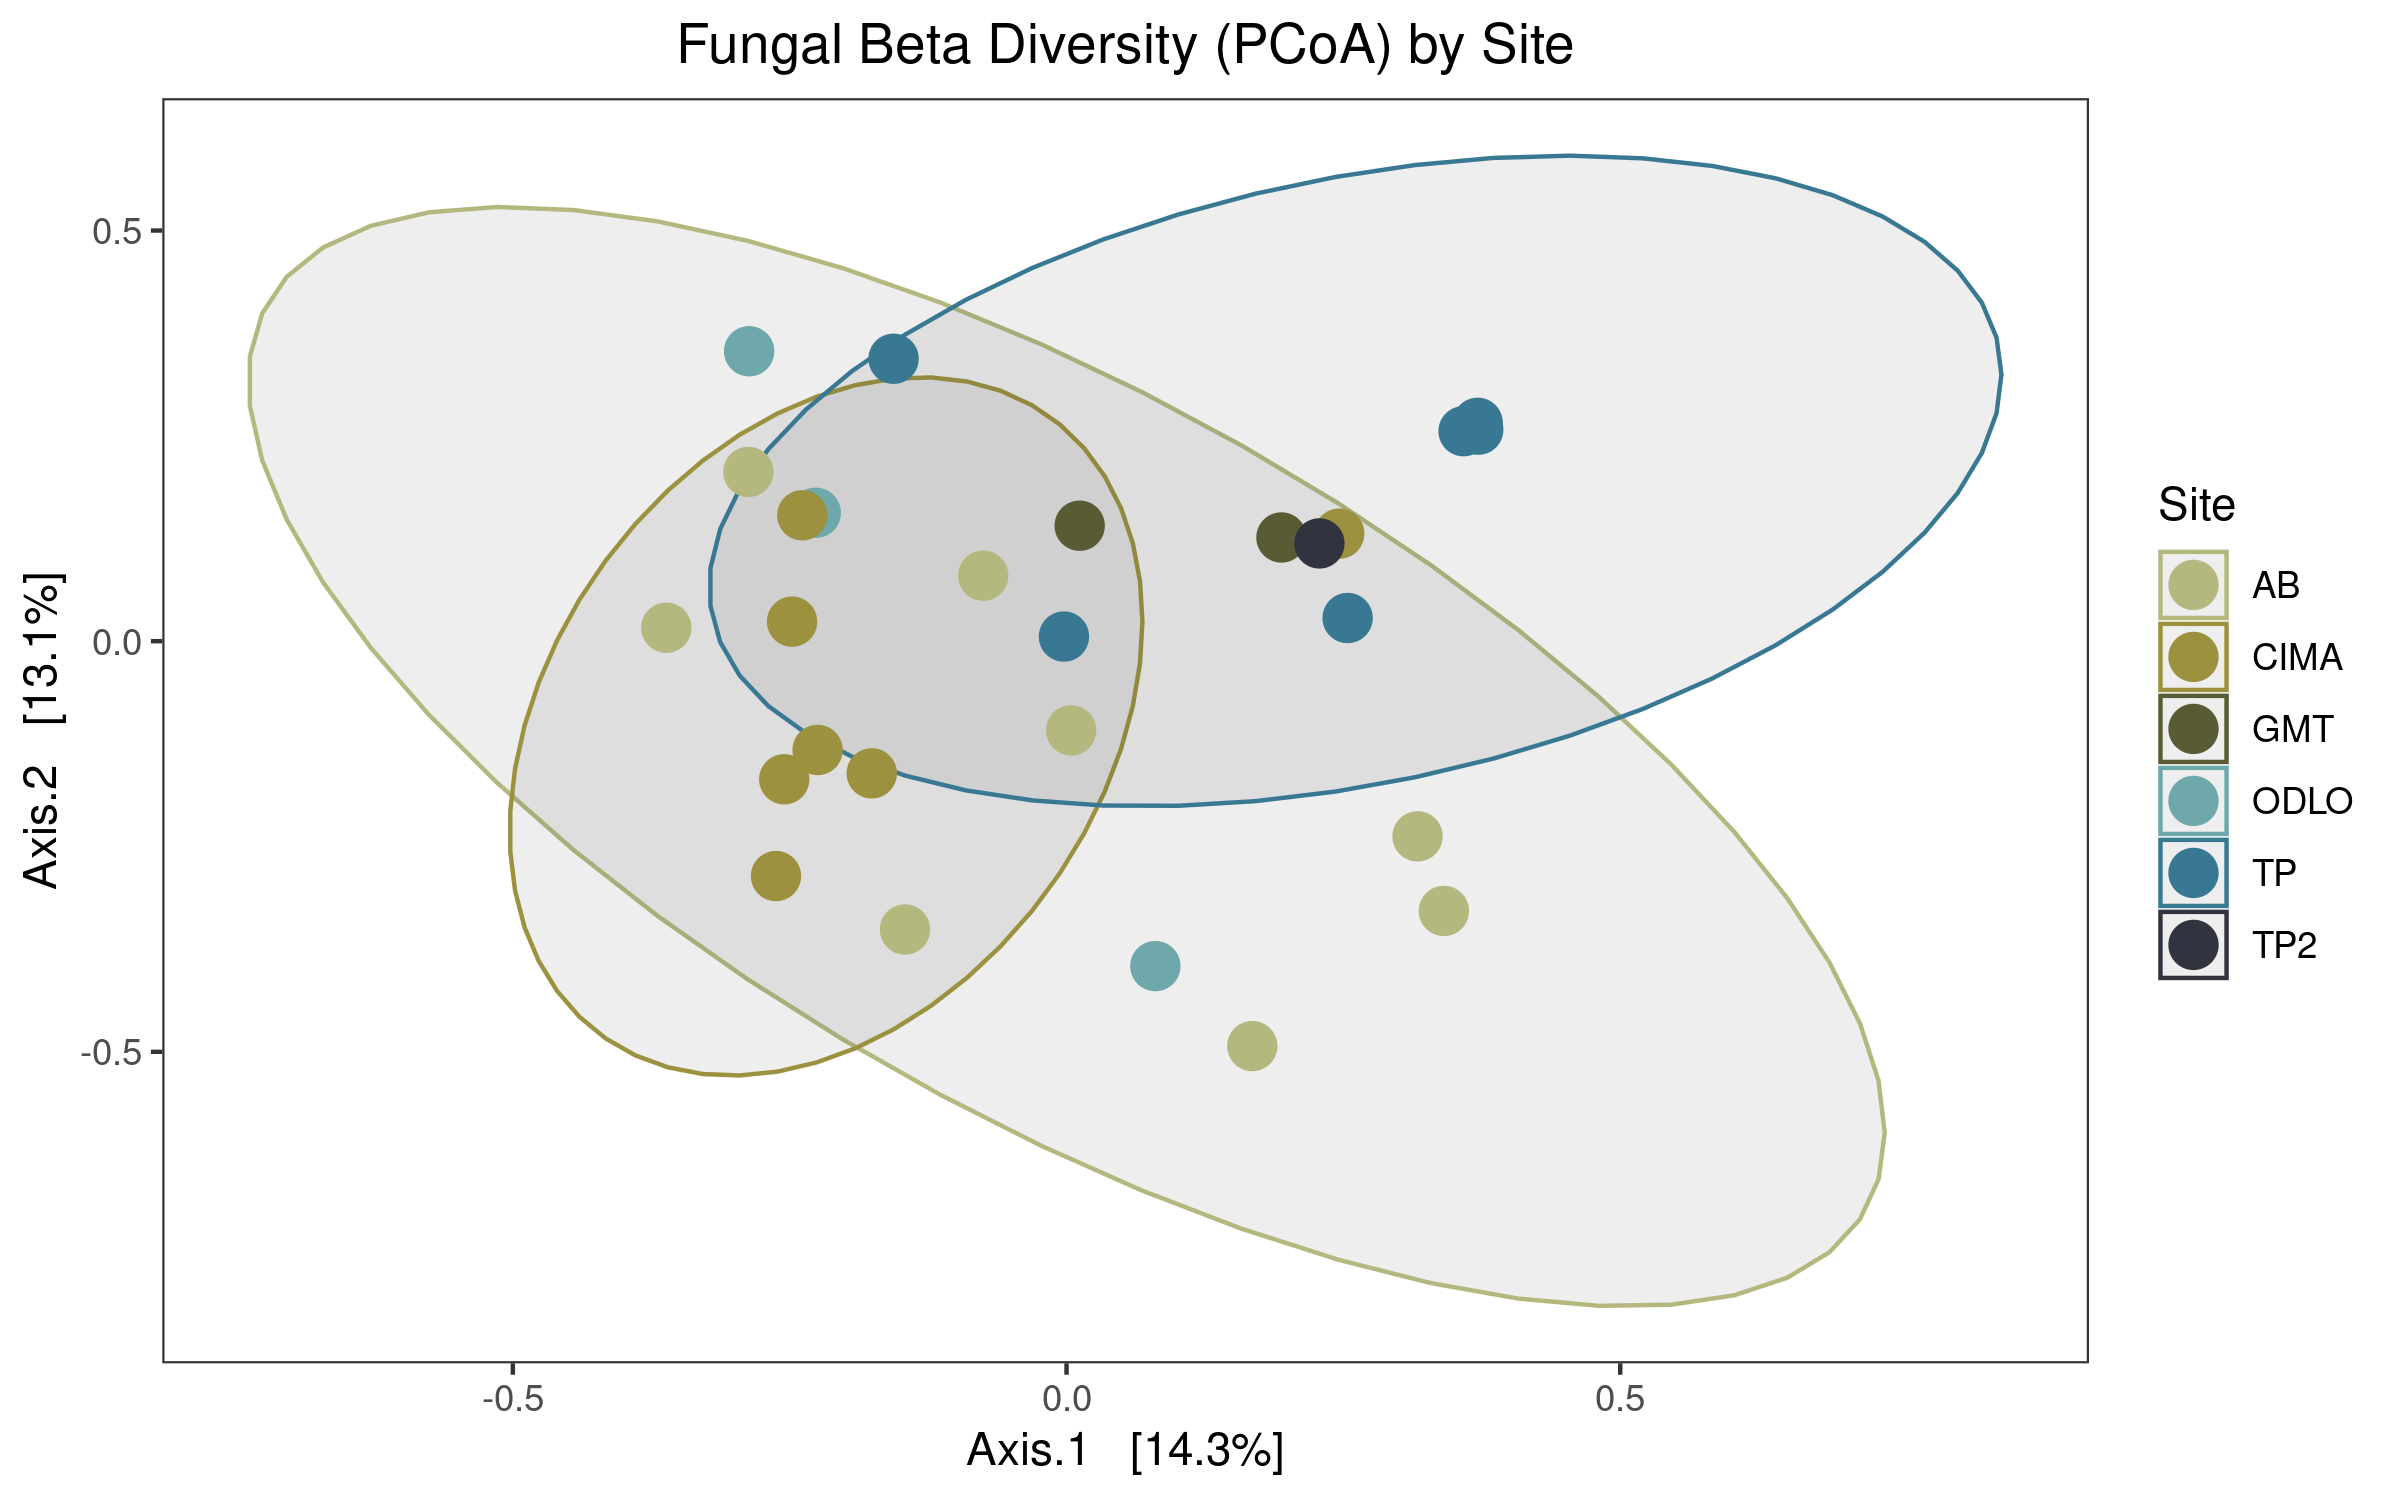 Fungal Beta Diversity (PCoA) by Site
0.5
0.0
-0.5
Axis.2 [13.1%]
-0.5 0.0 0.5
Axis.1 [14.3%]
Site
AB
CIMA
GMT
ODLO
TP
TP2